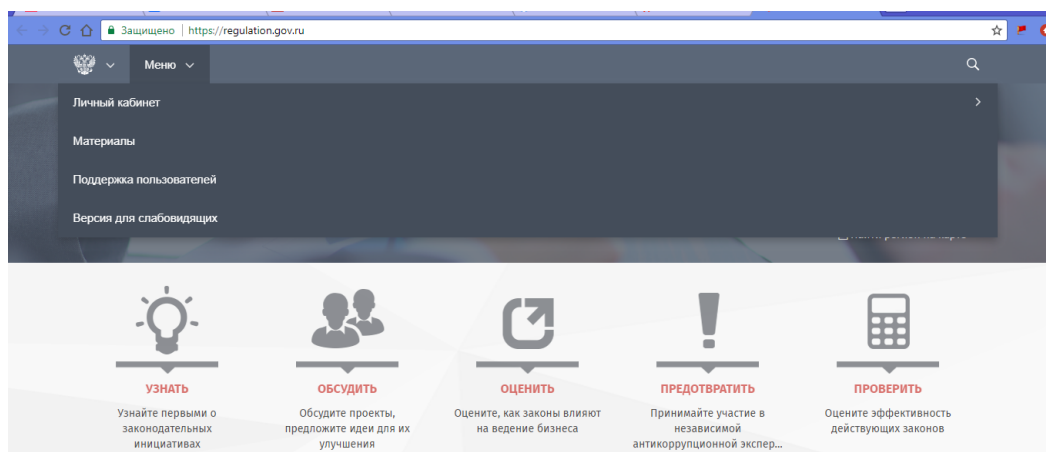 Защищено | https://regulation.gov.ru
Меню
Личный кабинет
Материалы
Поддержка пользователей
Версия для слабовидящих
УЗНАТЬ
Узнайте первыми о
законодательных
инициативах
ОБСУДИТЬ
Обсудите проекты,
предложите идеи для их
улучшения
ОЦЕНИТЬ
Оцените, как законы влияют
на ведение бизнеса
ПРЕДОТВРАТИТЬ
Принимайте участие в
независимой
антикоррупционной экспер...
ПРОВЕРИТЬ
Оцените эффективность
действующих законов